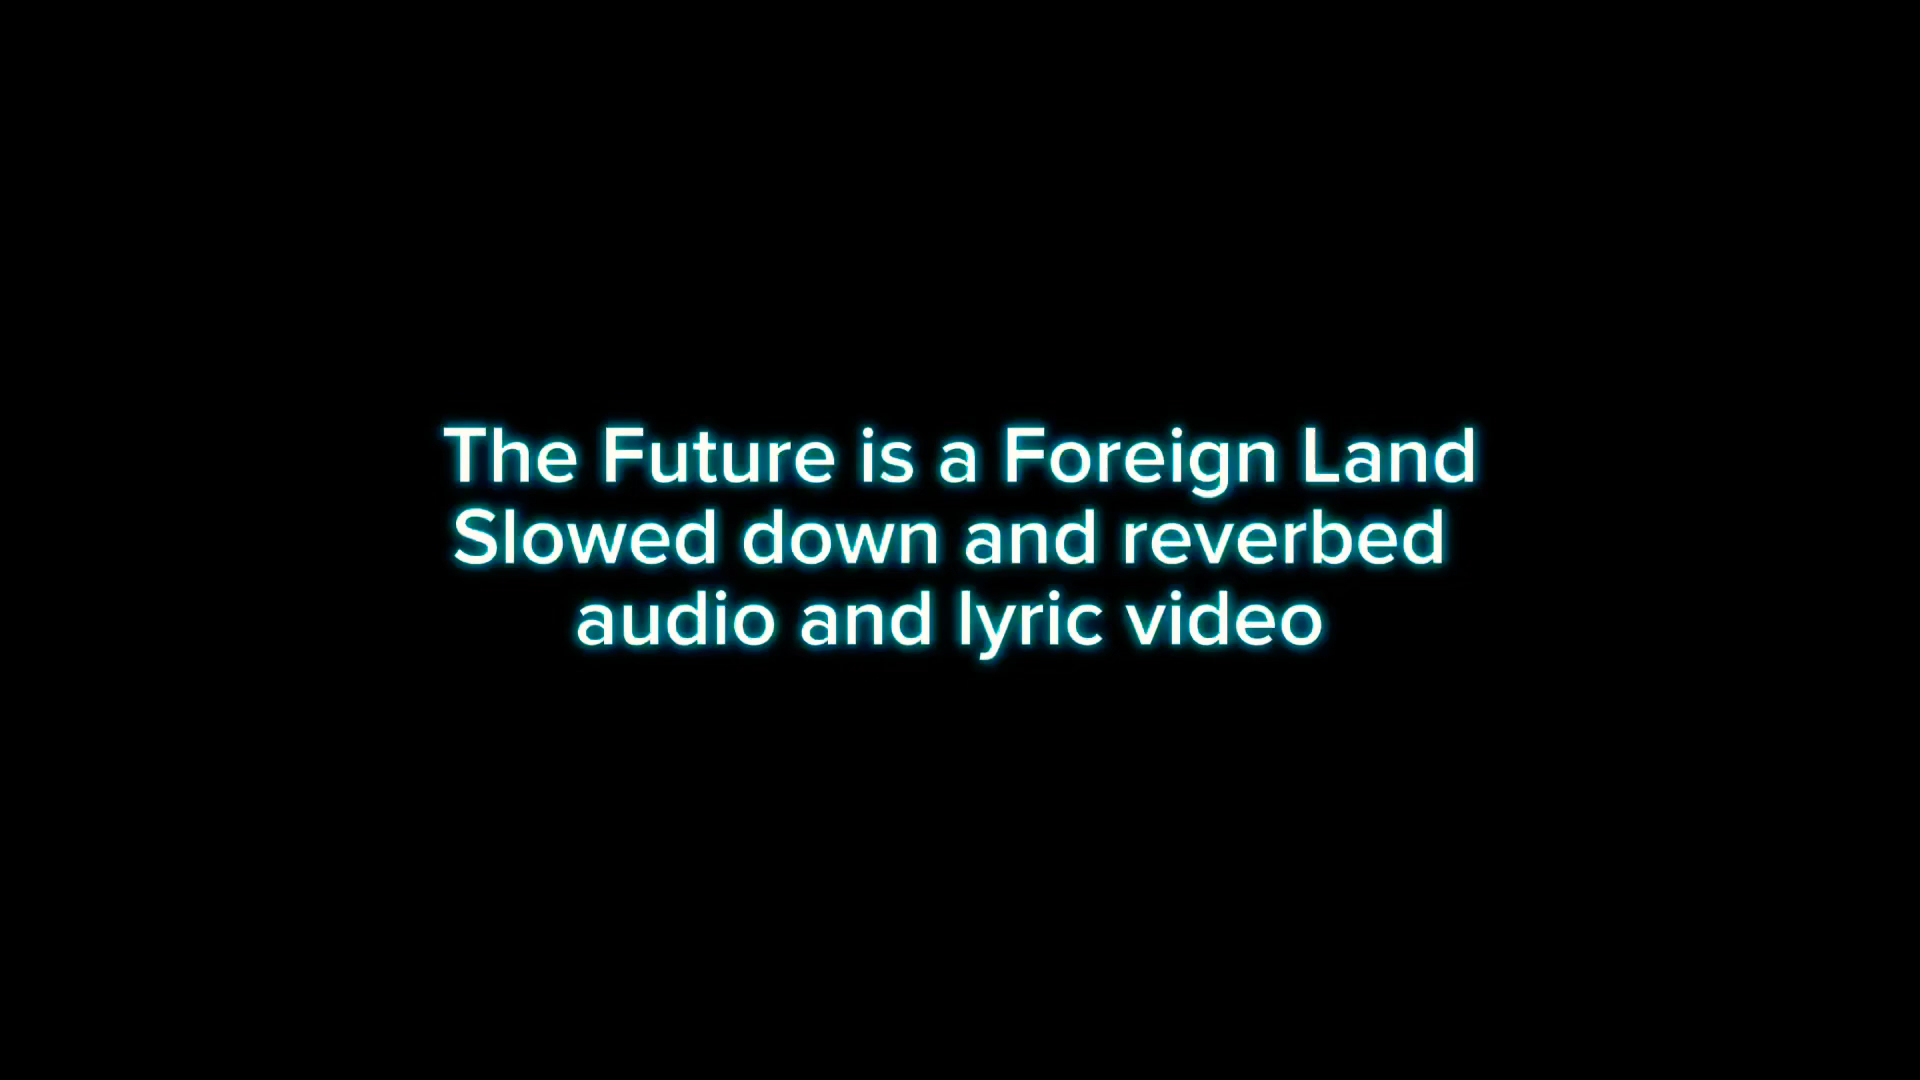 The Future is a Foreign Land
Slowed down and reverbed
audio and lyric video